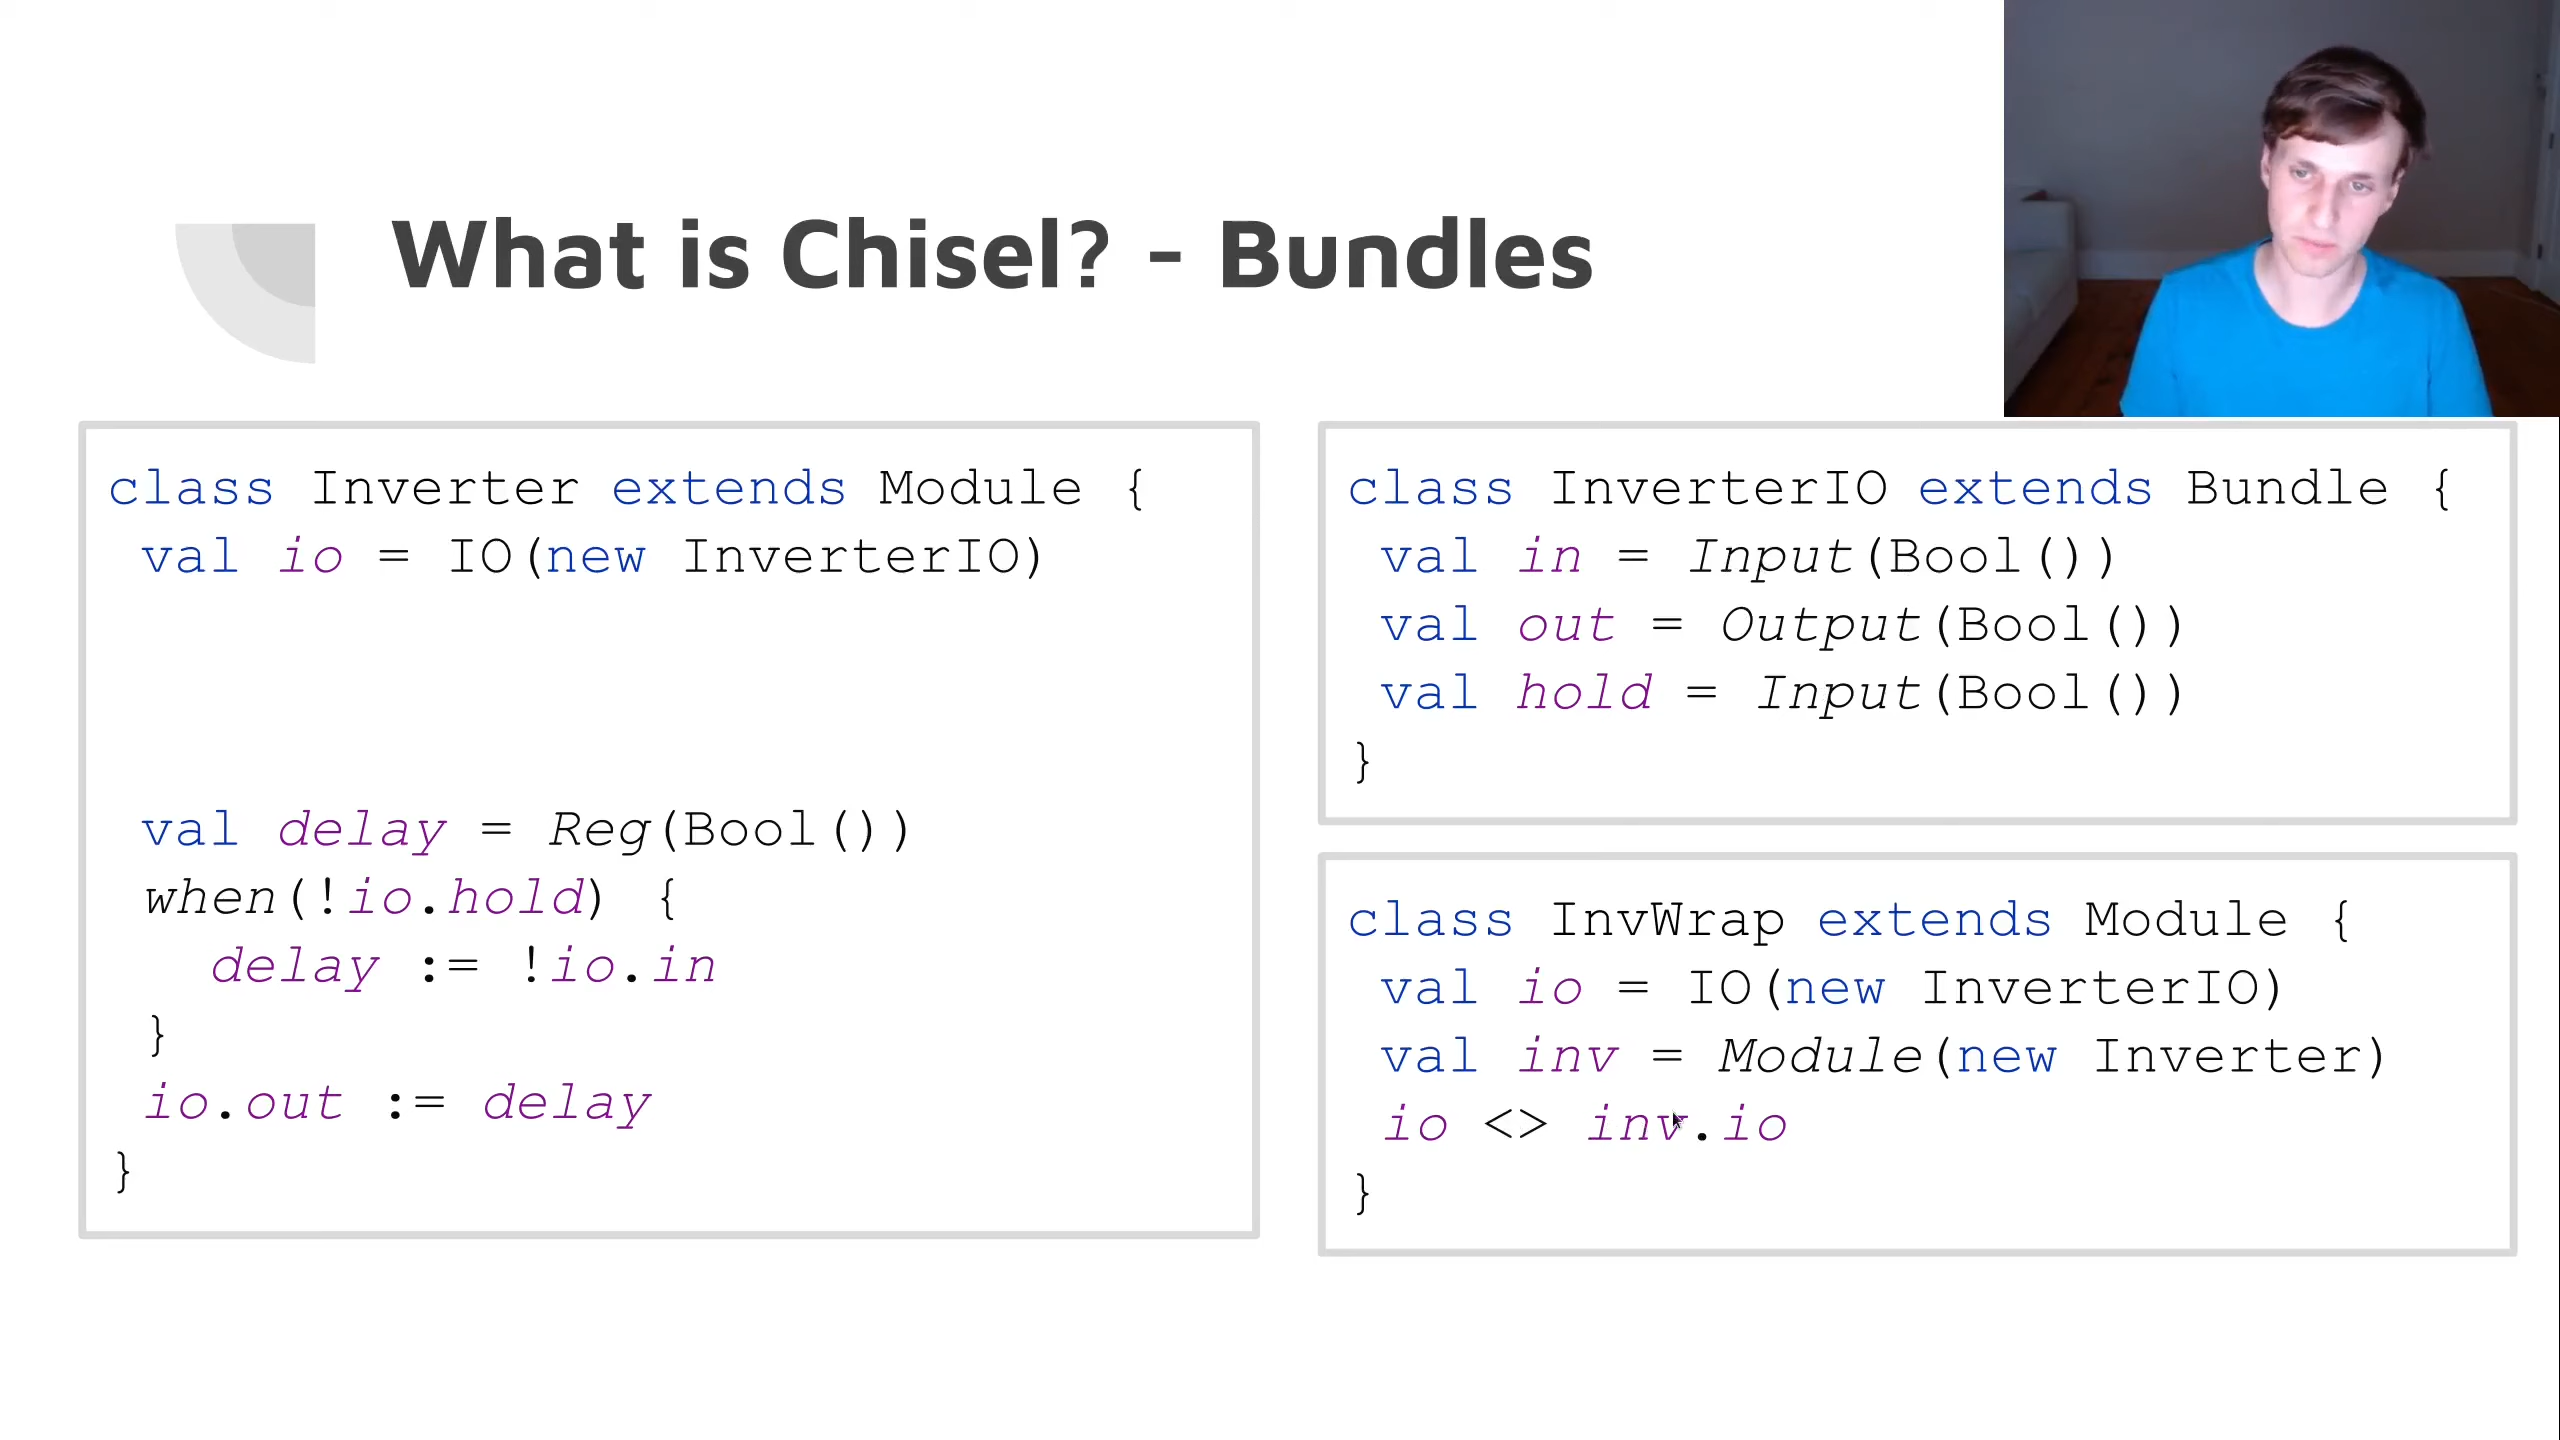 What is Chisel? - Bundles
class Inverter extends Module {
val io = IO(new InverterIO)
val delay = Reg(Bool())
when(!io.hold) {
delay := !io.in
}
io.out := delay
}
class InverterIO extends Bundle {
val in = Input(Bool())
val out = Output(Bool())
val hold = Input(Bool())
}
class InvWrap extends Module {
val io = IO(new InverterIO)
val inv = Module(new Inverter)
io <> inv.io
}